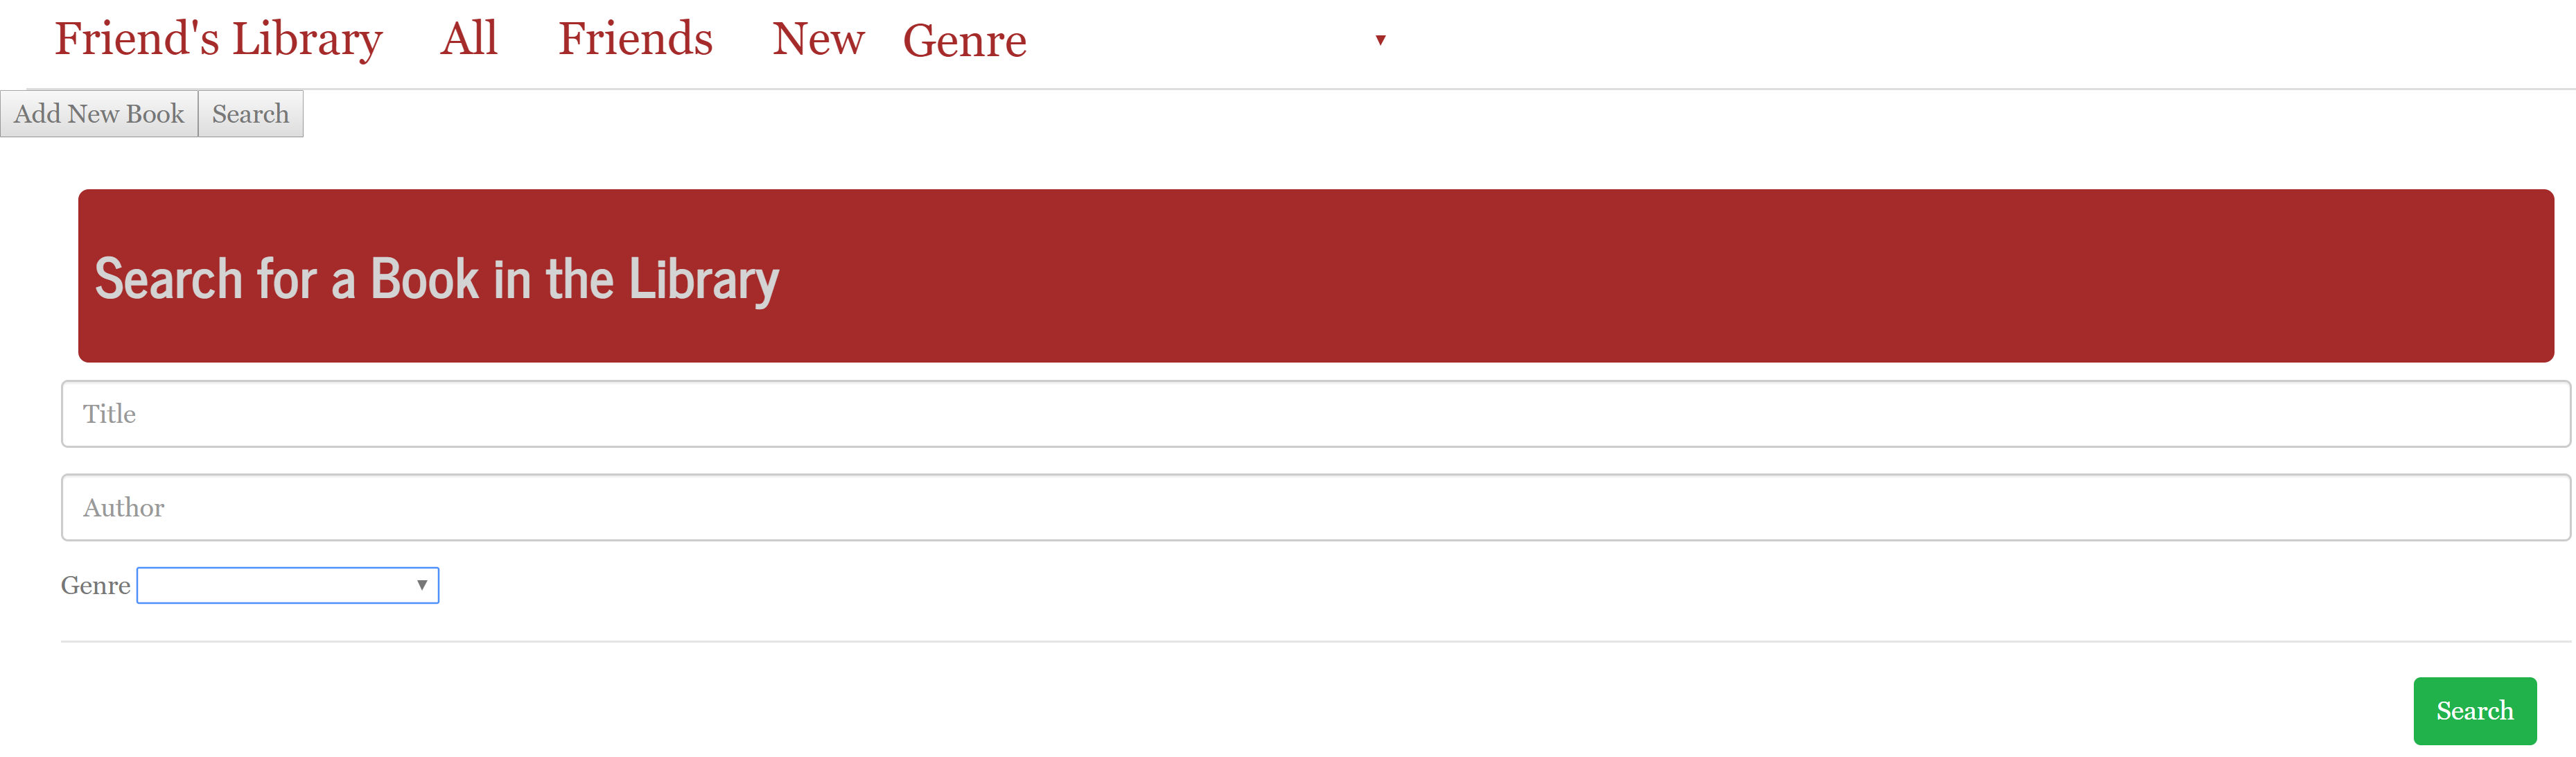 Friend's Library All Friends New Genre
Add New Book Search
Search for a Book in the Library
Title
Author
Genre
Search